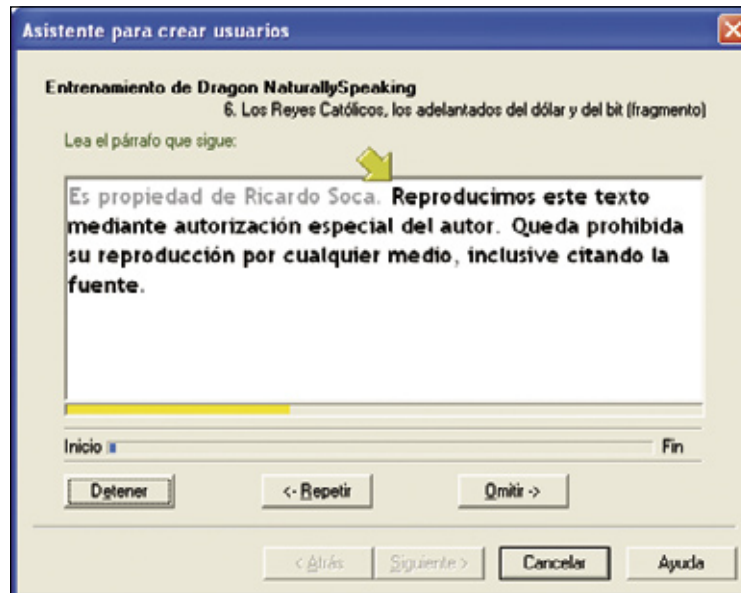 Asistente para crear usuarios
Entrenamiento de Dragon NaturallySpeaking
6. Los Reyes Católicos, los adelantados del dólar y del bit (fragmento)
Lea el párrafo que sigue:
Es propiedad de Ricardo Soca. Reproducimos este texto
mediante autorización especial del autor. Queda prohibida
su reproducción por cualquier medio, inclusive citando la
fuente.
Inicio Fin
Detener <- Repetir Omitir ->
< Atrás Siguiente > Cancelar Ayuda